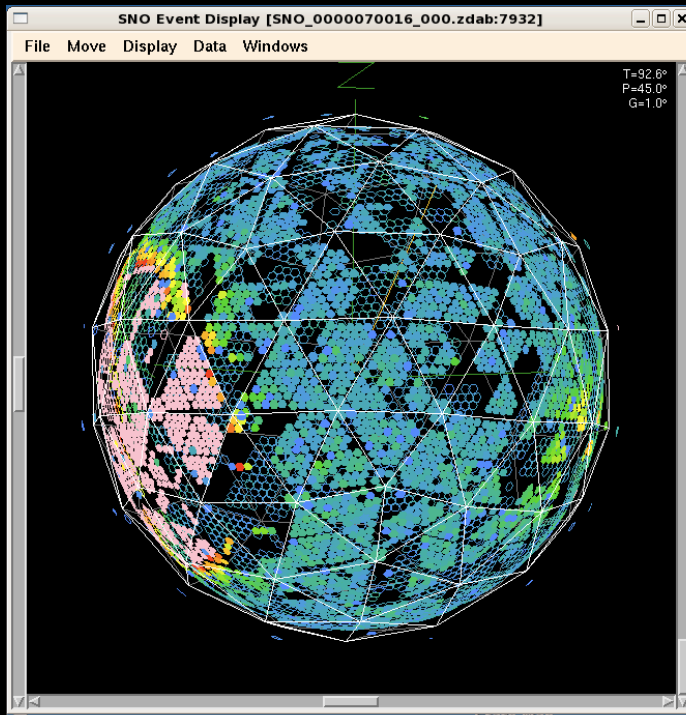 SNO Event Display [SNO_0000070016_000.zdab:7932]
File Move Display Data Windows
T=92.6°
P=45.0°
G=1.0°